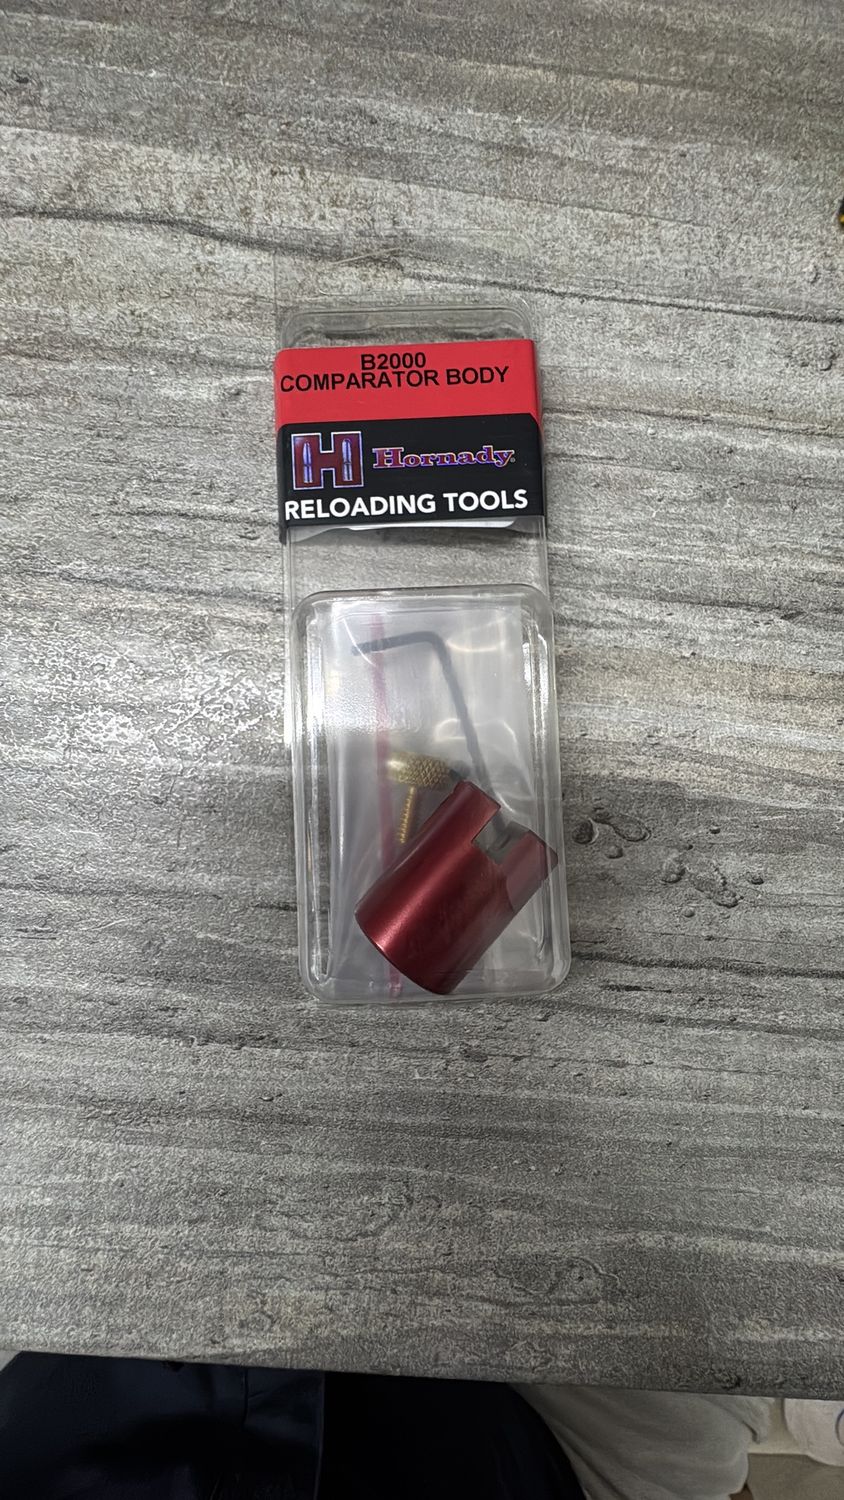 B2000
COMPARATOR BODY
H Hornady®
RELOADING TOOLS